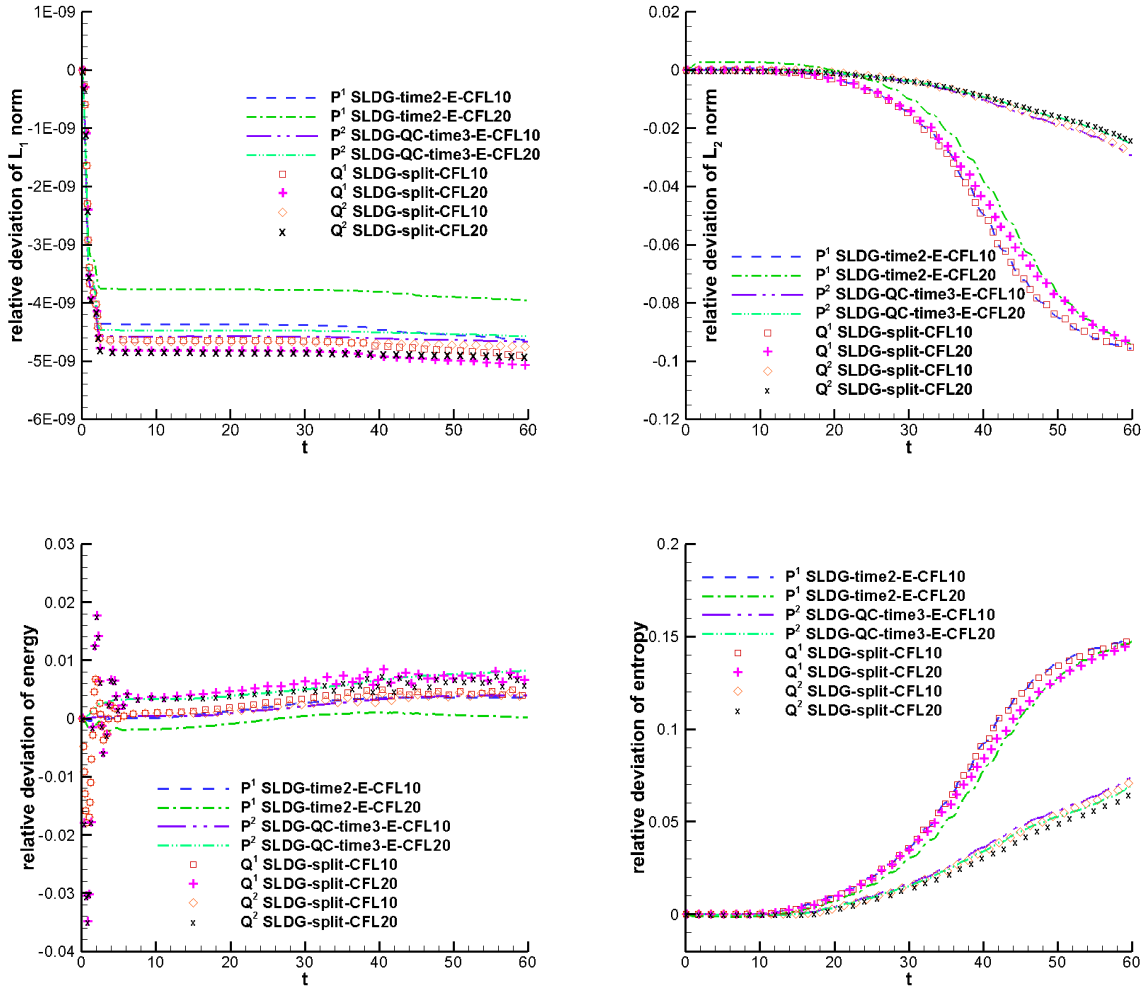 relative deviation of L1 norm
1E-09
0
-1E-09
-2E-09
-3E-09
-4E-09
-5E-09
-6E-09
P1 SLDG-time2-E-CFL10
P1 SLDG-time2-E-CFL20
P2 SLDG-QC-time3-E-CFL10
P2 SLDG-QC-time3-E-CFL20
Q1 SLDG-split-CFL10
Q1 SLDG-split-CFL20
Q2 SLDG-split-CFL10
Q2 SLDG-split-CFL20
0 10 20 30 40 50 60
t
relative deviation of L2 norm
0.02
0
-0.02
-0.04
-0.06
-0.08
-0.1
-0.12
P1 SLDG-time2-E-CFL10
P1 SLDG-time2-E-CFL20
P2 SLDG-QC-time3-E-CFL10
P2 SLDG-QC-time3-E-CFL20
Q1 SLDG-split-CFL10
Q1 SLDG-split-CFL20
Q2 SLDG-split-CFL10
Q2 SLDG-split-CFL20
0 10 20 30 40 50 60
t
relative deviation of energy
0.03
0.02
0.01
0
-0.01
-0.02
-0.03
-0.04
P1 SLDG-time2-E-CFL10
P1 SLDG-time2-E-CFL20
P2 SLDG-QC-time3-E-CFL10
P2 SLDG-QC-time3-E-CFL20
Q1 SLDG-split-CFL10
Q1 SLDG-split-CFL20
Q2 SLDG-split-CFL10
Q2 SLDG-split-CFL20
0 10 20 30 40 50 60
t
relative deviation of entropy
0.2
0.15
0.1
0.05
0
P1 SLDG-time2-E-CFL10
P1 SLDG-time2-E-CFL20
P2 SLDG-QC-time3-E-CFL10
P2 SLDG-QC-time3-E-CFL20
Q1 SLDG-split-CFL10
Q1 SLDG-split-CFL20
Q2 SLDG-split-CFL10
Q2 SLDG-split-CFL20
0 10 20 30 40 50 60
t